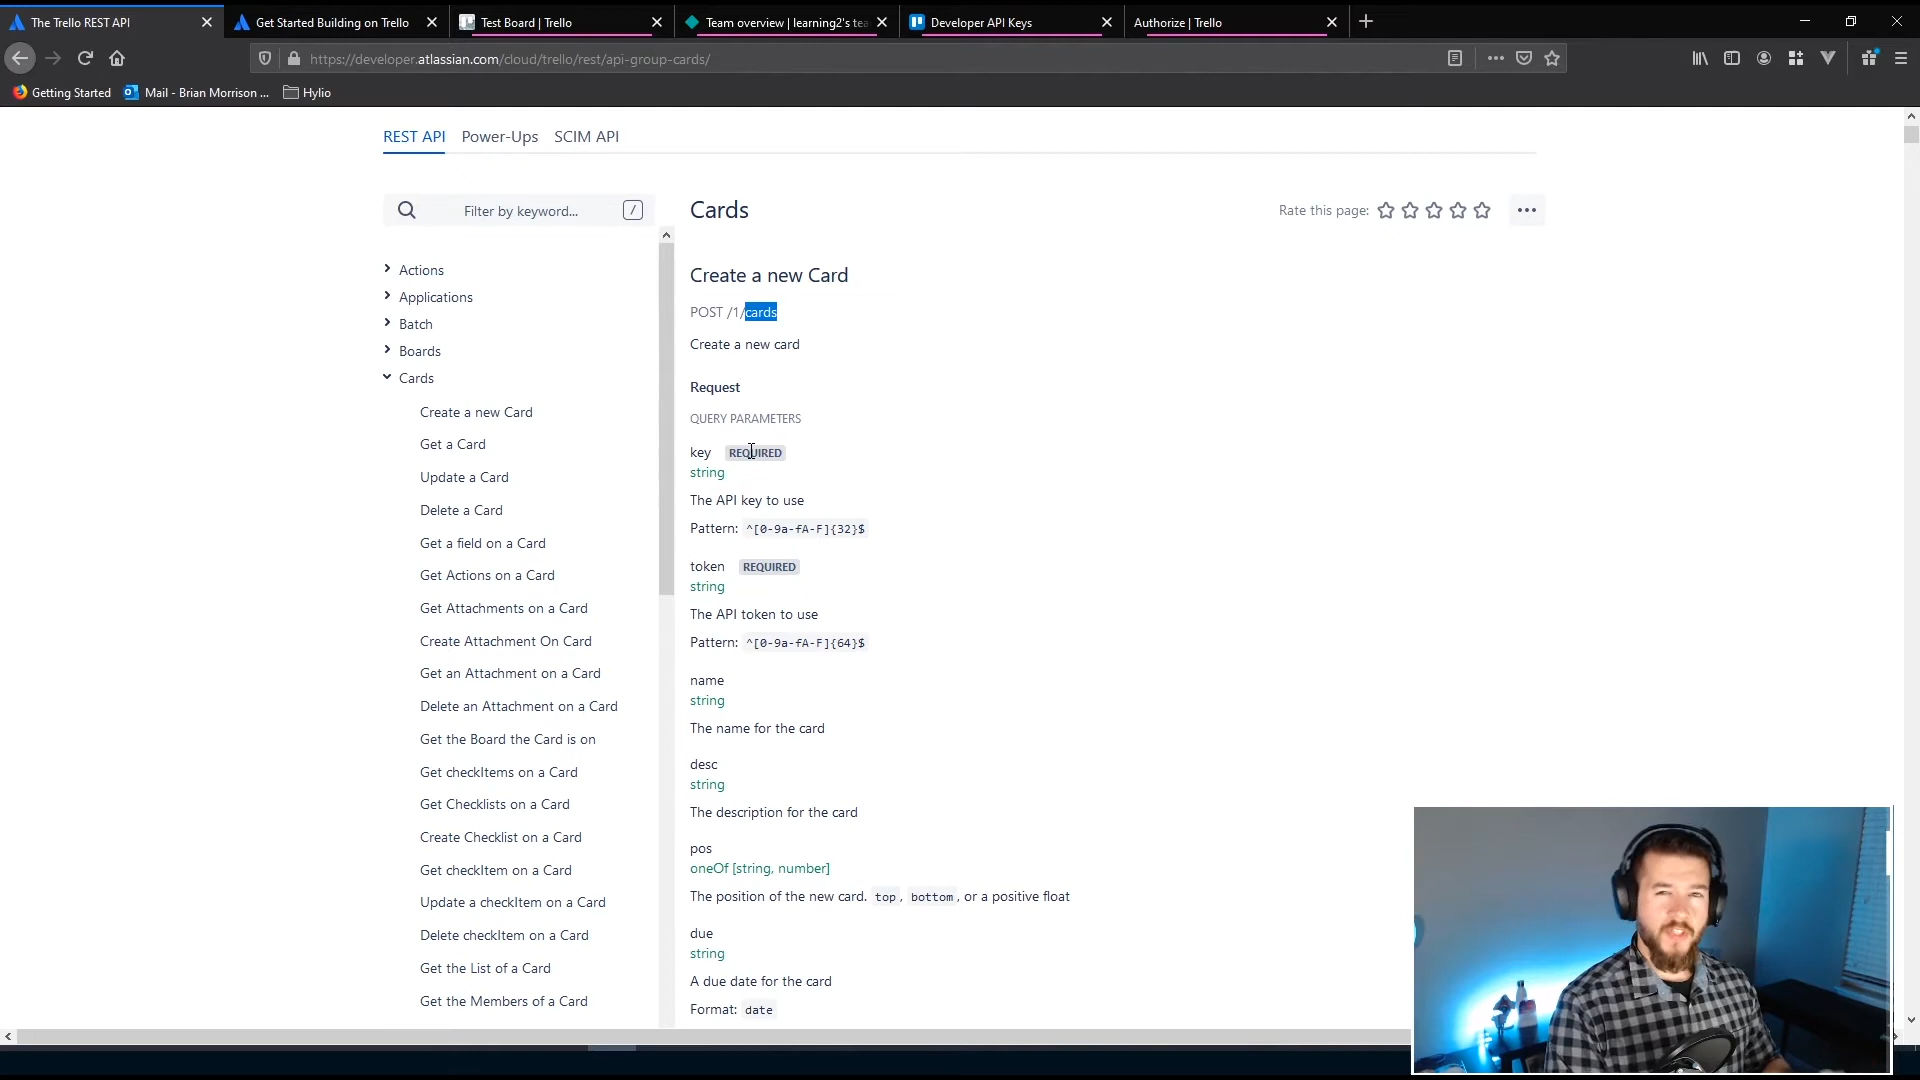 The Trello REST API
Get Started Building on Trello
Test Board | Trello
Team overview | learning2's tea
Developer API Keys
Authorize | Trello
https://developer.atlassian.com/cloud/trello/rest/api-group-cards/
Getting Started
Mail - Brian Morrison ...
Hylio
REST API
Power-Ups
SCIM API
Filter by keyword...
/
Actions
Applications
Batch
Boards
Cards
Create a new Card
Get a Card
Update a Card
Delete a Card
Get a field on a Card
Get Actions on a Card
Get Attachments on a Card
Create Attachment On Card
Get an Attachment on a Card
Delete an Attachment on a Card
Get the Board the Card is on
Get checkItems on a Card
Get Checklists on a Card
Create Checklist on a Card
Get checkItem on a Card
Update a checkItem on a Card
Delete checkItem on a Card
Get the List of a Card
Get the Members of a Card
Cards
Rate this page:
Create a new Card
POST /1/cards
Create a new card
Request
QUERY PARAMETERS
key REQUIRED
string
The API key to use
Pattern: ^[0-9a-fA-F]{32}$
token REQUIRED
string
The API token to use
Pattern: ^[0-9a-fA-F]{64}$
name
string
The name for the card
desc
string
The description for the card
pos
oneOf [string, number]
The position of the new card. top, bottom, or a positive float
due
string
A due date for the card
Format: date